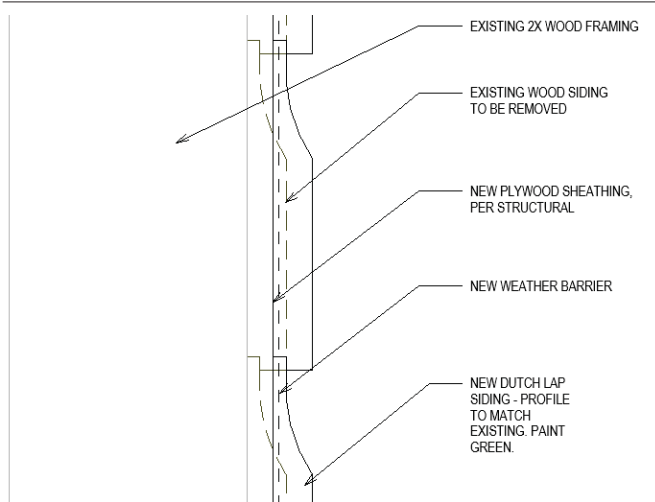 EXISTING 2X WOOD FRAMING
EXISTING WOOD SIDING
TO BE REMOVED
NEW PLYWOOD SHEATHING,
PER STRUCTURAL
NEW WEATHER BARRIER
NEW DUTCH LAP
SIDING - PROFILE
TO MATCH
EXISTING. PAINT
GREEN.